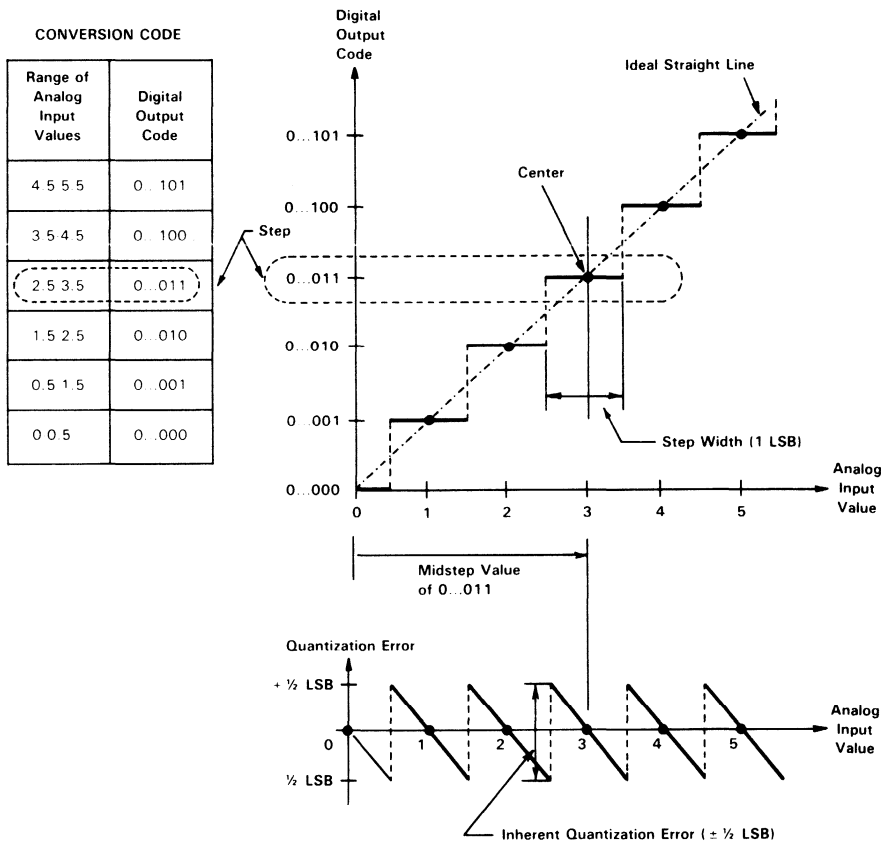 CONVERSION CODE
Range of
Analog
Input
Values
Digital
Output
Code
4.5 5.5
0...101
3.5-4.5
0...100
2.5 3.5
0...011
1.5 2.5
0...010
0.5 1.5
0...001
0 0.5
0...000
Step
Digital
Output
Code
0...101
0...100
0...011
0...010
0...001
0...000
Ideal Straight Line
Center
Step Width (1 LSB)
0
1
2
3
4
5
Analog
Input
Value
Midstep Value
of 0...011
Quantization Error
+ ½ LSB
0
½ LSB
1
2
3
4
5
Analog
Input
Value
Inherent Quantization Error (± ½ LSB)